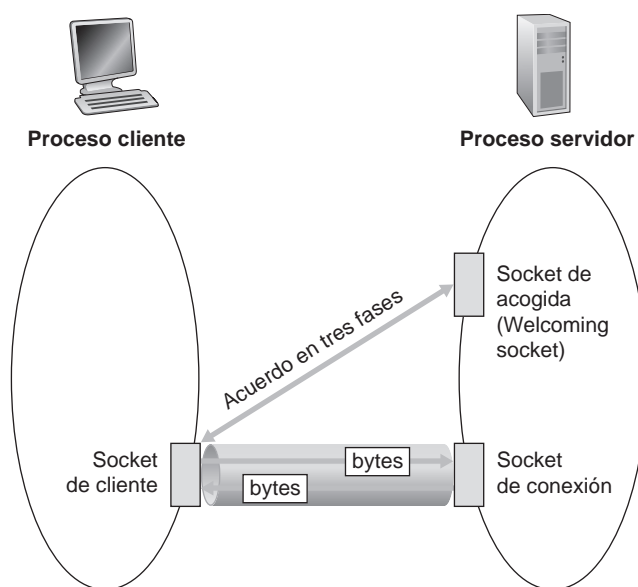 Proceso cliente
Proceso servidor
Socket de
acogida
(Welcoming
socket)
Acuerdo en tres fases
Socket
de cliente
bytes
bytes
Socket
de conexión